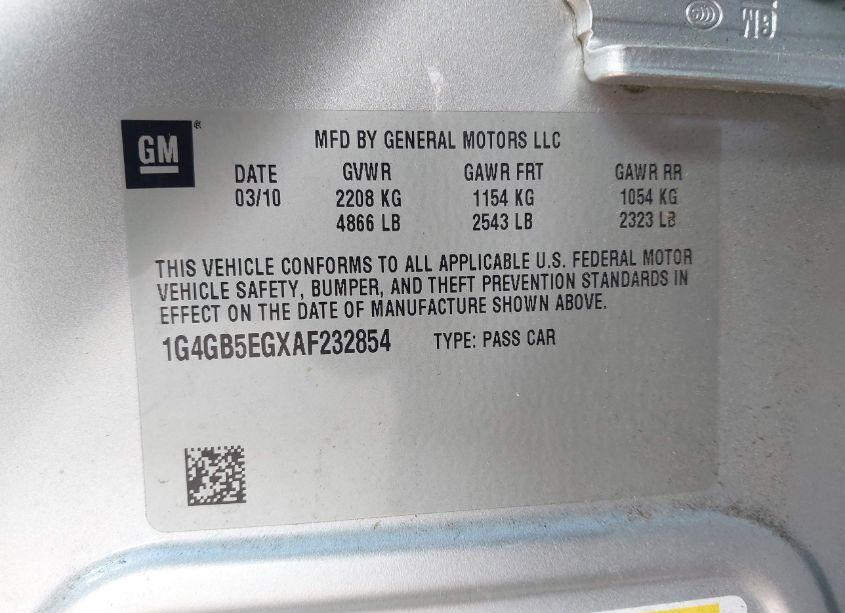 GM
GM ® MFD BY GENERAL MOTORS LLC
DATE GVWR GAWR FRT GAWR RR
03/10 2208 KG 1154 KG 1054 KG
4866 LB 2543 LB 2323 LB
THIS VEHICLE CONFORMS TO ALL APPLICABLE U.S. FEDERAL MOTOR
VEHICLE SAFETY, BUMPER, AND THEFT PREVENTION STANDARDS IN
EFFECT ON THE DATE OF MANUFACTURE SHOWN ABOVE.
1G4GB5EGXAF232854 TYPE: PASS CAR